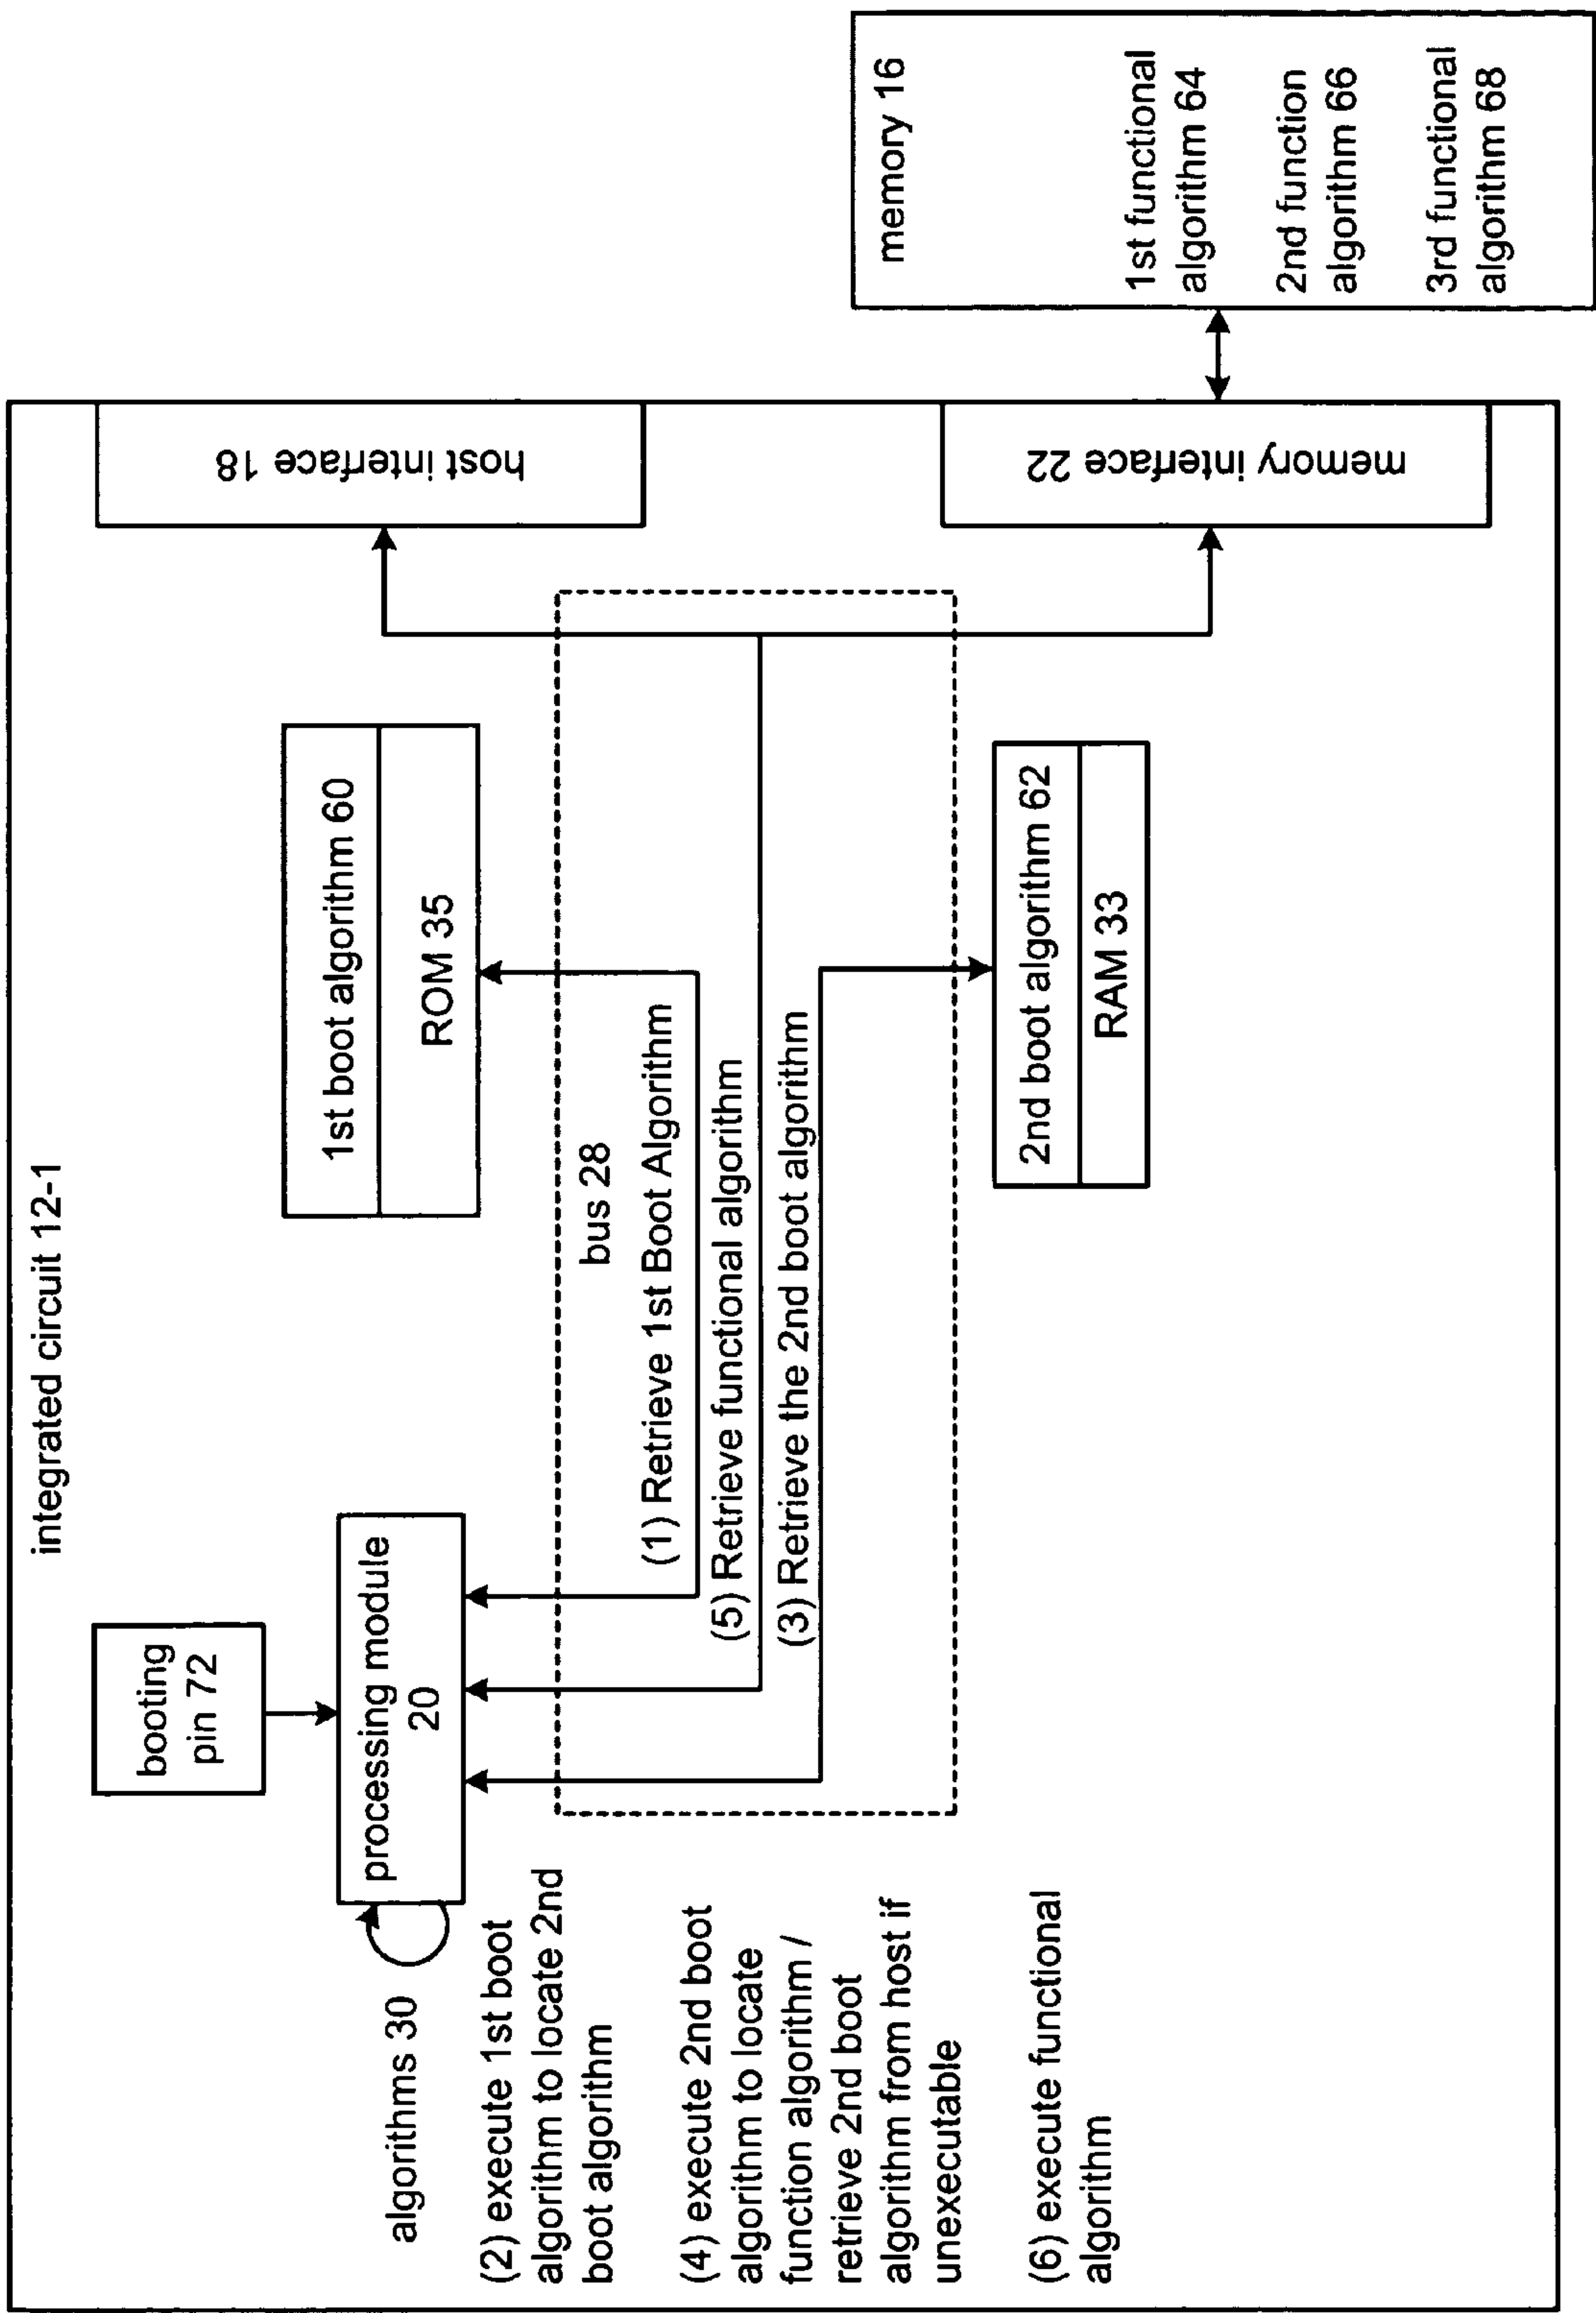 integrated circuit 12-1
booting
pin 72
processing module
20
algorithms 30
(2) execute 1st boot
algorithm to locate 2nd
boot algorithm
(4) execute 2nd boot
algorithm to locate
function algorithm /
retrieve 2nd boot
algorithm from host if
unexecutable
(6) execute functional
algorithm
1st boot algorithm 60
ROM 35
bus 28
(1) Retrieve 1st Boot Algorithm
(5) Retrieve functional algorithm
(3) Retrieve the 2nd boot algorithm
2nd boot algorithm 62
RAM 33
host interface 18
memory interface 22
memory 16
1st functional
algorithm 64
2nd function
algorithm 66
3rd functional
algorithm 68